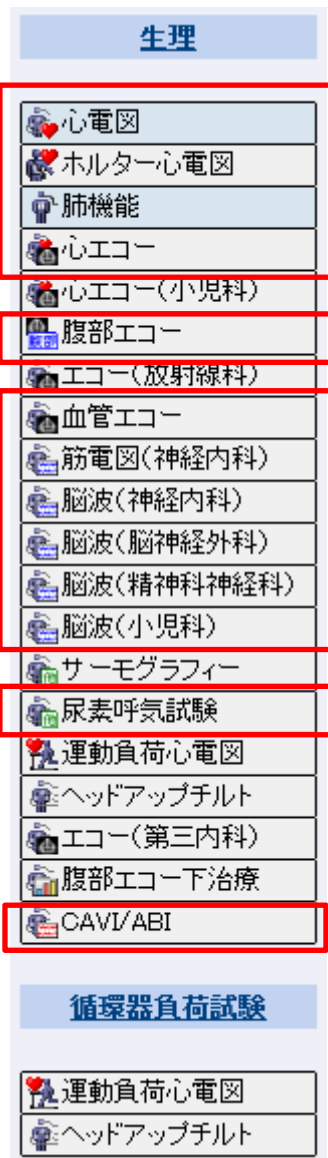 生理
心電図
ホルター心電図
肺機能
心エコー
心エコー(小児科)
腹部エコー
エコー(放射線科)
血管エコー
筋電図(神経内科)
脳波(神経内科)
脳波(脳神経外科)
脳波(精神科神経科)
脳波(小児科)
サーモグラフィー
尿素呼気試験
運動負荷心電図
ヘッドアップチルト
エコー(第三内科)
腹部エコー下治療
CAVI/ABI
循環器負荷試験
運動負荷心電図
ヘッドアップチルト